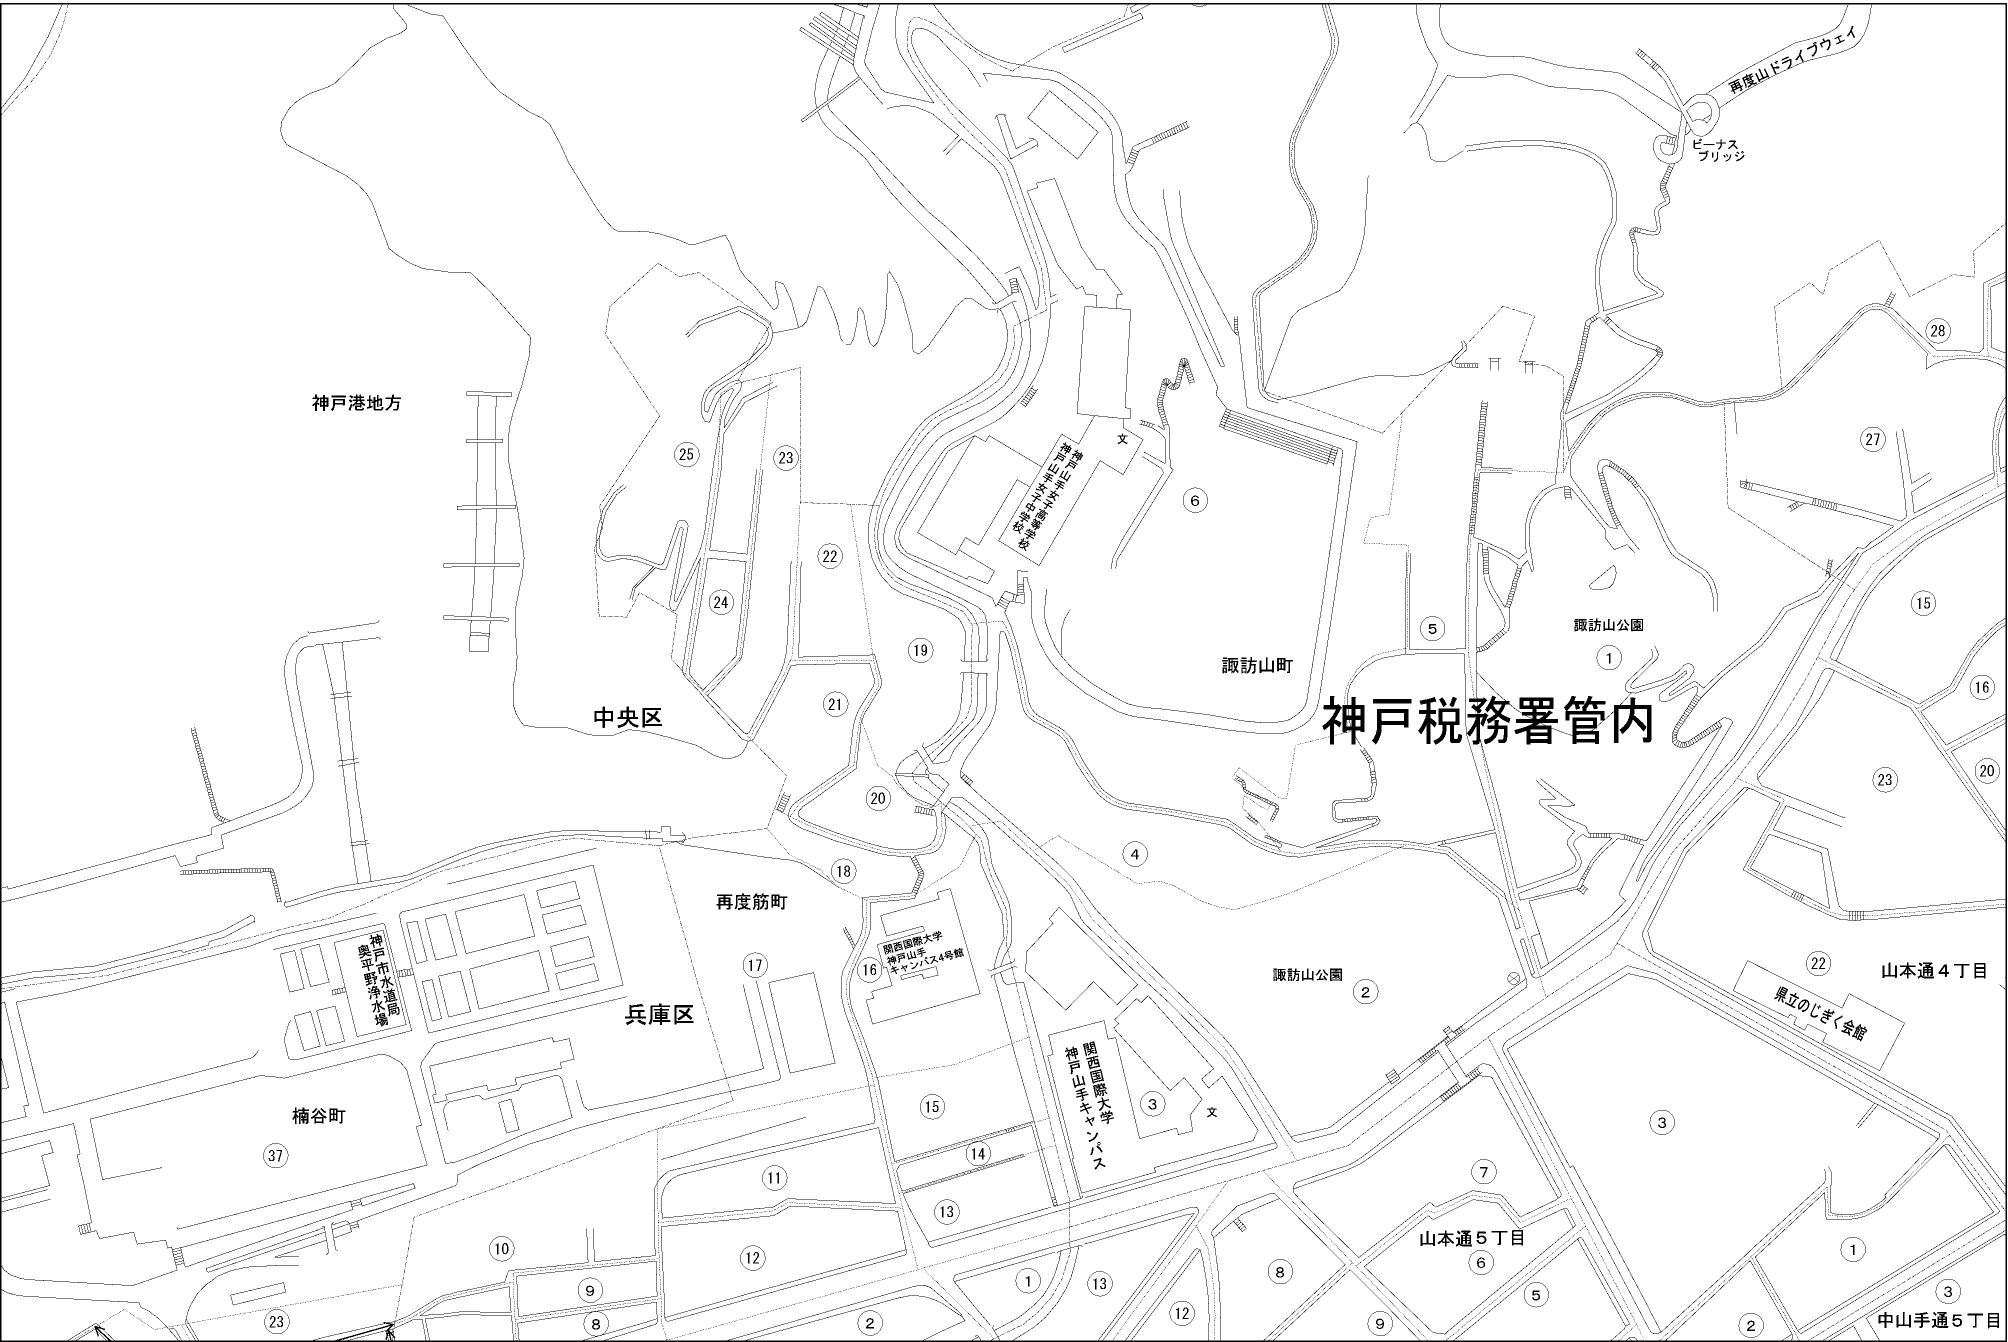 再度山ドライブウェイ
ビーナス
ブリッジ
28
神戸港地方
25
23
27
文
神戸山手女子高等学校
神戸山手女子中学校
6
22
24
15
5
諏訪山公園
1
19
諏訪山町
16
21
中央区
神戸税務署管内
23
20
20
4
18
再度筋町
関西国際大学
神戸山手
キャンパス4号館
16
17
神戸市水道局
奥平野浄水場
諏訪山公園
2
22
山本通４丁目
県立のじぎく会館
兵庫区
関西国際大学
神戸山手キャンパス
3
文
15
楠谷町
37
3
14
11
7
13
山本通５丁目
10
12
6
1
9
1
13
8
5
3
23
8
2
12
9
2
中山手通５丁目